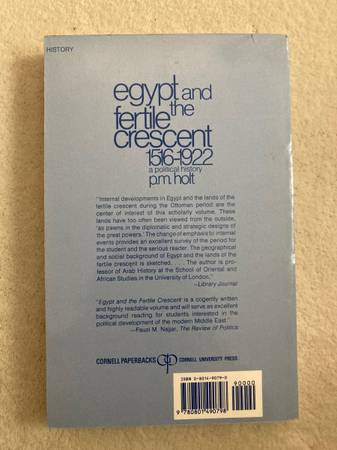 HISTORY
egypt and
the
fertile
crescent
1516-1922
a political history
p.m. holt
"Internal developments in Egypt and the lands of the
fertile crescent during the Ottoman period are the
center of interest of this scholarly volume. These
lands have too often been viewed from the outside,
'as pawns in the diplomatic and strategic designs of
the great powers.' The change of emphasis to internal
events provides an excellent survey of the period for
the student and the serious reader. The geographical
and social background of Egypt and the lands of the
fertile crescent is sketched. . . . The author is pro-
fessor of Arab History at the School of Oriental and
African Studies in the University of London."
—Library Journal
"Egypt and the Fertile Crescent is a cogently written
and highly readable volume and will serve as excellent
background reading for students interested in the
political development of the modern Middle East."
—Fauzi M. Najjar, The Review of Politics
CORNELL PAPERBACKS CORNELL UNIVERSITY PRESS
ISBN 0-8014-9079-0
90000
9 780801 490798